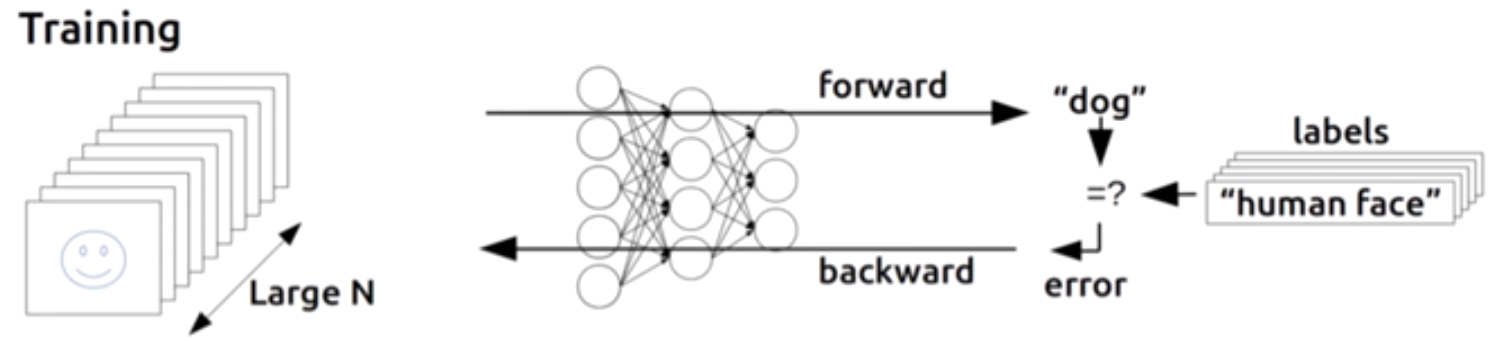 Training
Large N
forward
“dog”
labels
=?
“human face”
backward
error